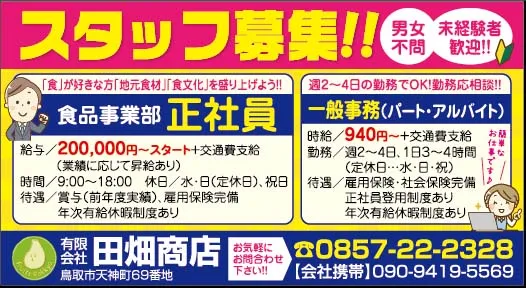 スタッフ募集!!
男女
不問
未経験者
歓迎!!
「食」が好きな方「地元食材」「食文化」を盛り上げよう!!
食品事業部 正社員
給与／200,000円～スタート+交通費支給
(業績に応じて昇給あり)
時間／9:00～18:00 休日／水・日(定休日)、祝日
待遇／賞与(前年度実績)、雇用保険完備
年次有給休暇制度あり
週2～4日の勤務でOK!勤務応相談!!
一般事務(パート・アルバイト)
時給／940円～+交通費支給
勤務／週2～4日、1日3～4時間
(定休日…水・日・祝)
待遇／雇用保険・社会保険完備
正社員登用制度あり
年次有給休暇制度あり
簡単な
お仕事です♪
有限
会社 田畑商店
鳥取市天神町69番地
お気軽に
お問合わせ
下さい!!
☎0857-22-2328
【会社携帯】090-9419-5569